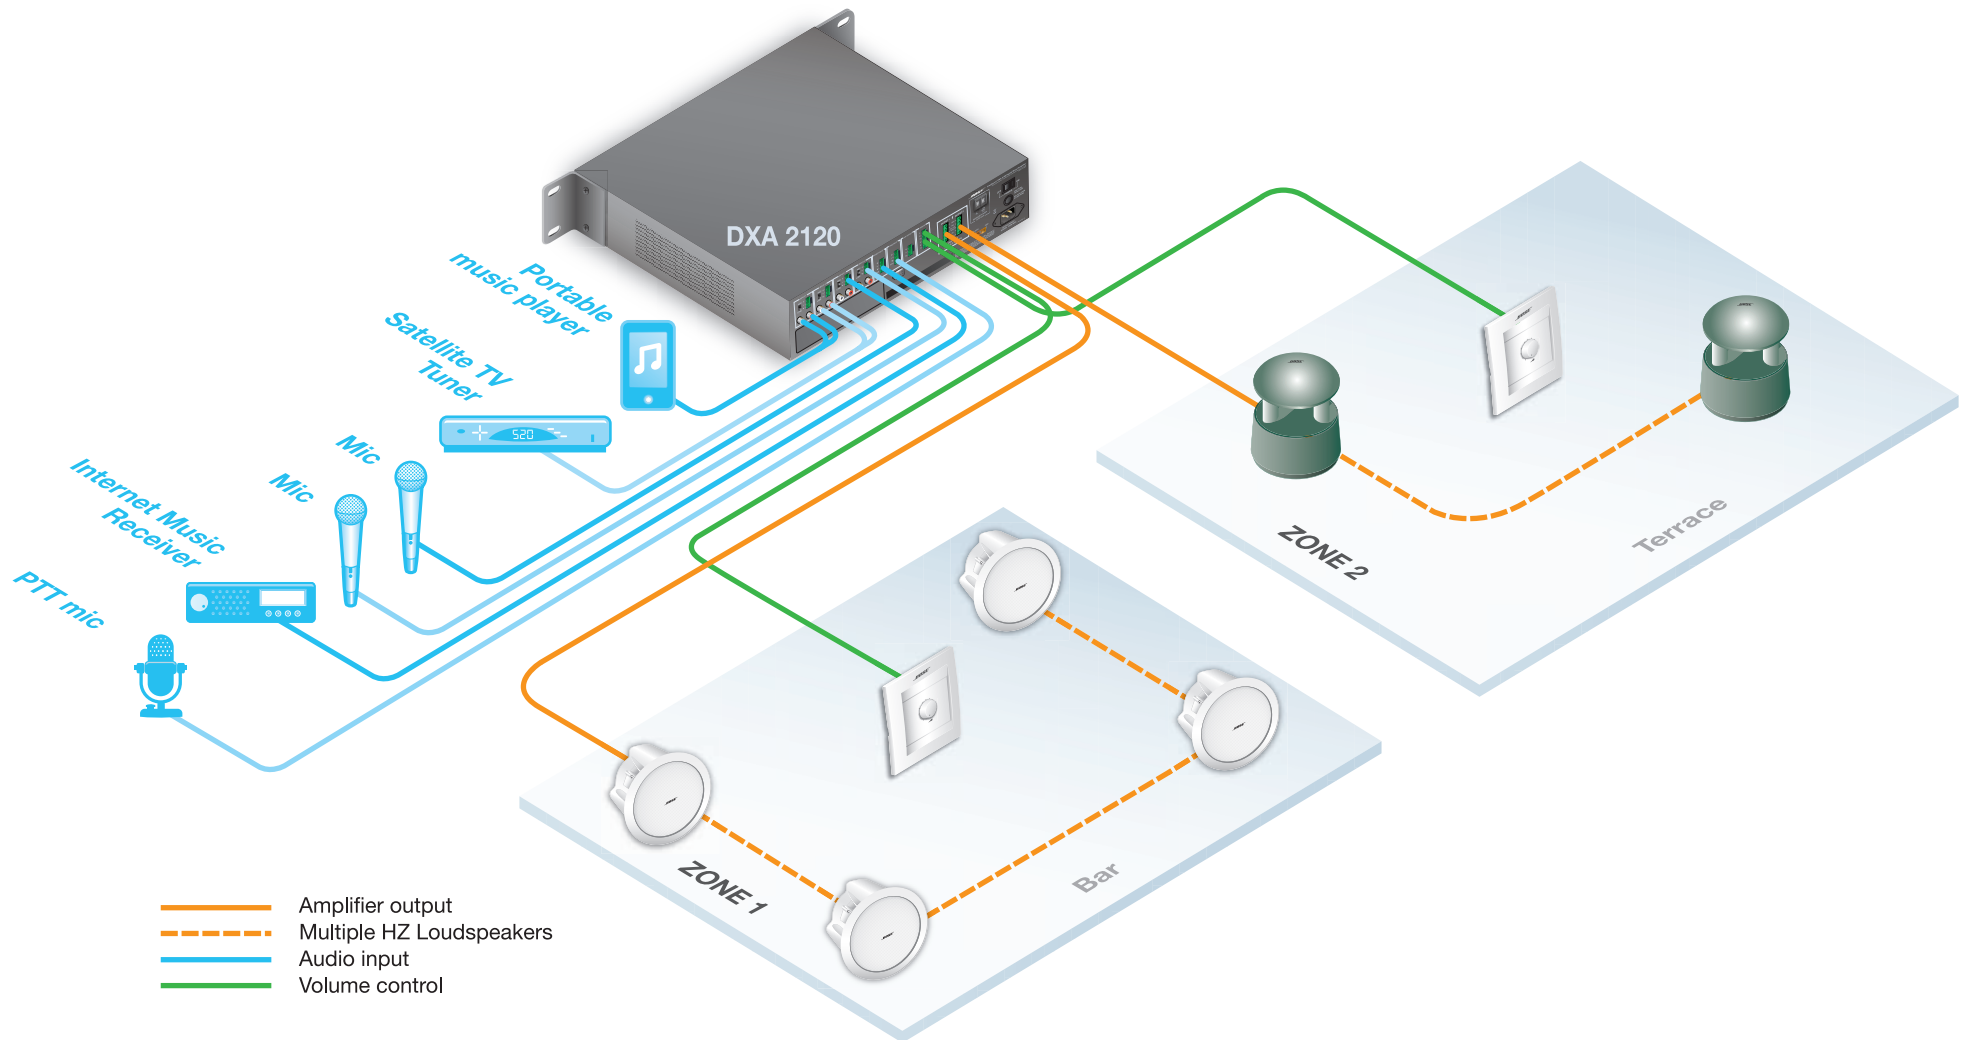 DXA 2120
Portable
music player
Satellite TV
Tuner
520
Mic
Mic
Internet Music
Receiver
PTT mic
ZONE 2
Terrace
ZONE 1
Bar
Amplifier output
Multiple HZ Loudspeakers
Audio input
Volume control